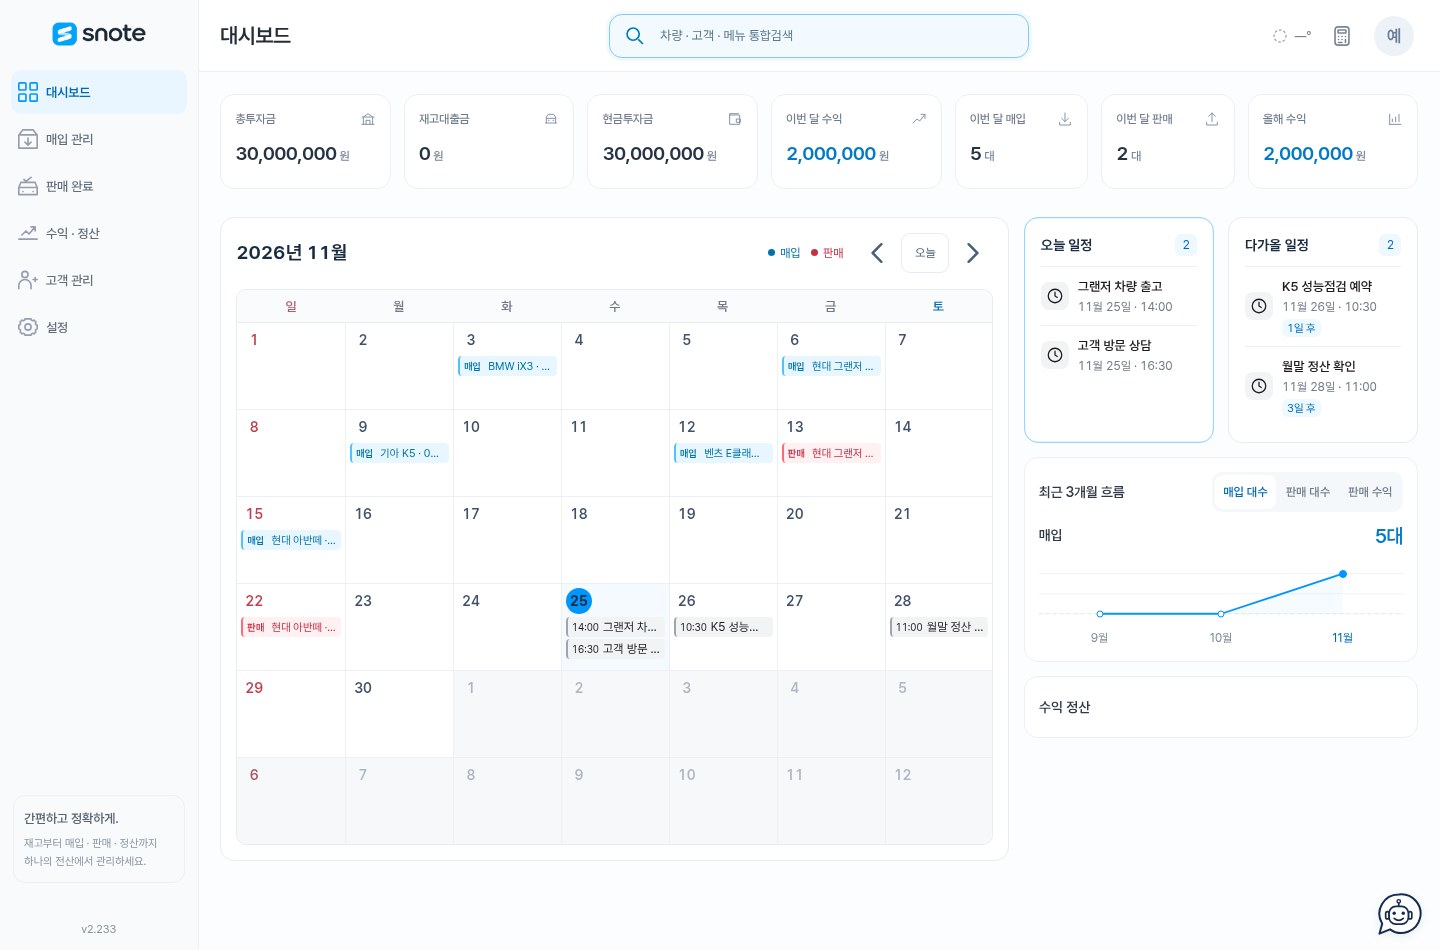 snote
대시보드
차량 · 고객 · 메뉴 통합검색
—°
예
대시보드
매입 관리
판매 완료
수익 · 정산
고객 관리
설정
간편하고 정확하게.
재고부터 매입 · 판매 · 정산까지
하나의 전산에서 관리하세요.
v2.233
총투자금
30,000,000 원
재고대출금
0 원
현금투자금
30,000,000 원
이번 달 수익
2,000,000 원
이번 달 매입
5 대
이번 달 판매
2 대
올해 수익
2,000,000 원
2026년 11월
매입 판매
오늘
일 월 화 수 목 금 토
1 2 3 4 5 6 7
매입 BMW iX3 · ...
매입 현대 그랜저 ...
8 9 10 11 12 13 14
매입 기아 K5 · 0...
매입 벤츠 E클래...
판매 현대 그랜저 ...
15 16 17 18 19 20 21
매입 현대 아반떼 ·...
22 23 24 25 26 27 28
판매 현대 아반떼 ·...
14:00 그랜저 차...
10:30 K5 성능...
11:00 월말 정산 ...
16:30 고객 방문 ...
29 30 1 2 3 4 5
6 7 8 9 10 11 12
오늘 일정 2
그랜저 차량 출고
11월 25일 · 14:00
고객 방문 상담
11월 25일 · 16:30
다가올 일정 2
K5 성능점검 예약
11월 26일 · 10:30
1일 후
월말 정산 확인
11월 28일 · 11:00
3일 후
최근 3개월 흐름
매입 대수 판매 대수 판매 수익
매입 5대
9월 10월 11월
수익 정산